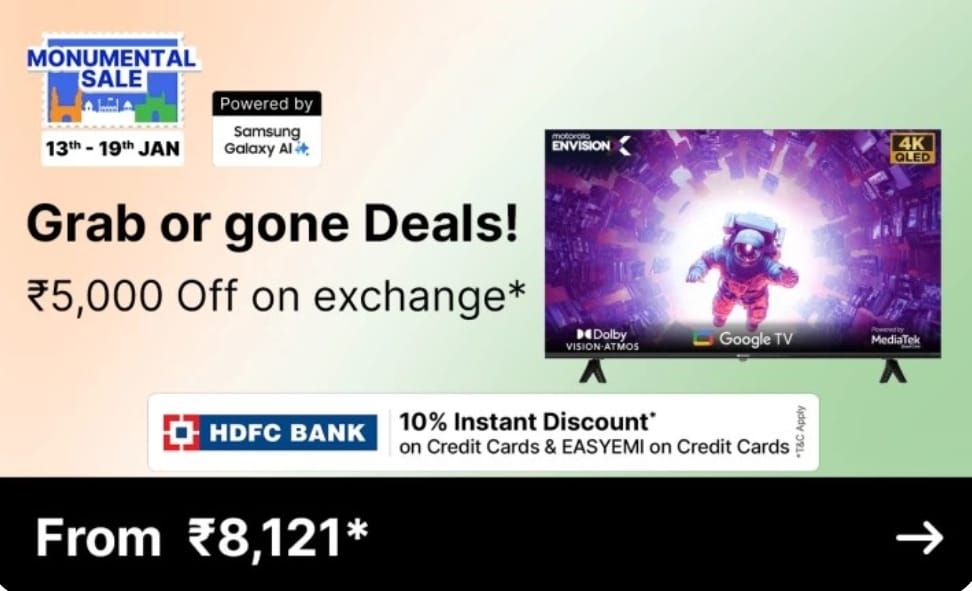 MONUMENTAL
SALE
13th - 19th JAN
Powered by
Samsung
Galaxy AI
Grab or gone Deals!
₹5,000 Off on exchange*
motorola
ENVISION X
4K
QLED
Dolby
VISION·ATMOS
Google TV
Powered by
MediaTek
HDFC BANK
10% Instant Discount*
on Credit Cards & EASYEMI on Credit Cards
*T&C Apply
From ₹8,121*